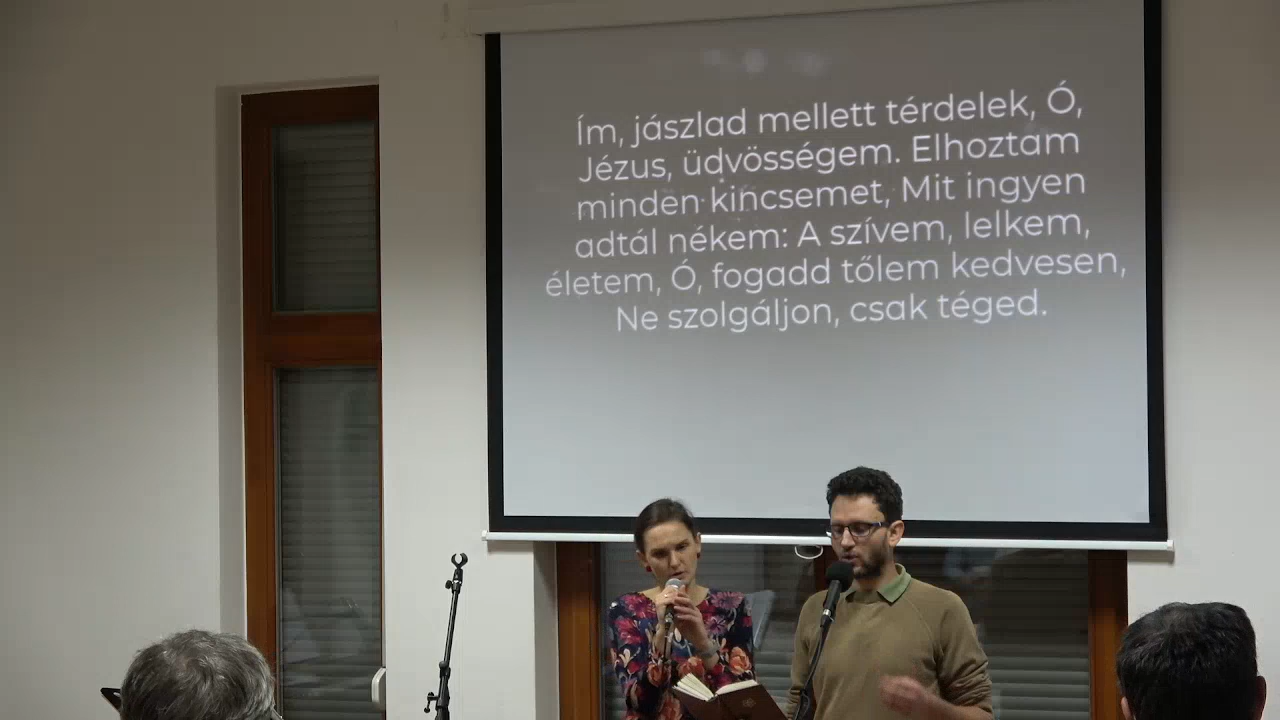 Ím, jászlad mellett térdelek, Ó,
Jézus, üdvösségem. Elhoztam
minden kincsemet, Mit ingyen
adtál nékem: A szívem, lelkem,
életem, Ó, fogadd tőlem kedvesen,
Ne szolgáljon, csak téged.